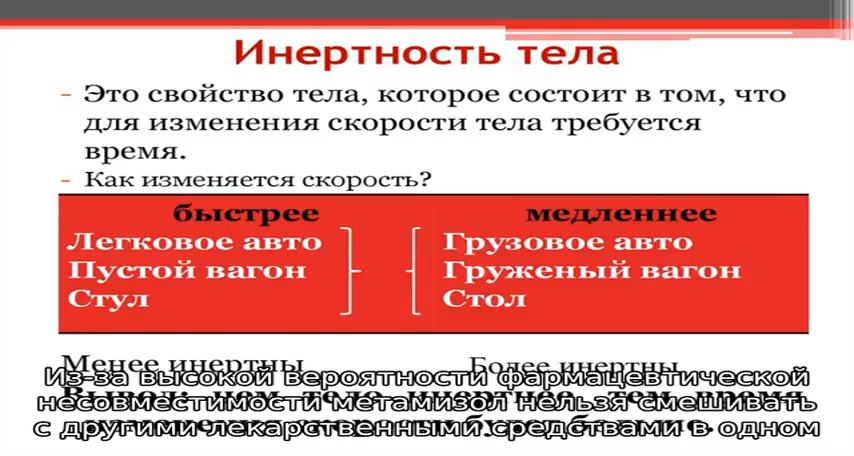 Инертность тела
- Это свойство тела, которое состоит в том, что
для изменения скорости тела требуется
время.
- Как изменяется скорость?
быстрее медленнее
Легковое авто Грузовое авто
Пустой вагон Груженый вагон
Стул Стол
Менее инертны Более инертны
Из-за высокой вероятности фармацевтической
несовместимости метамизол нельзя смешивать
с другими лекарственными средствами в одном